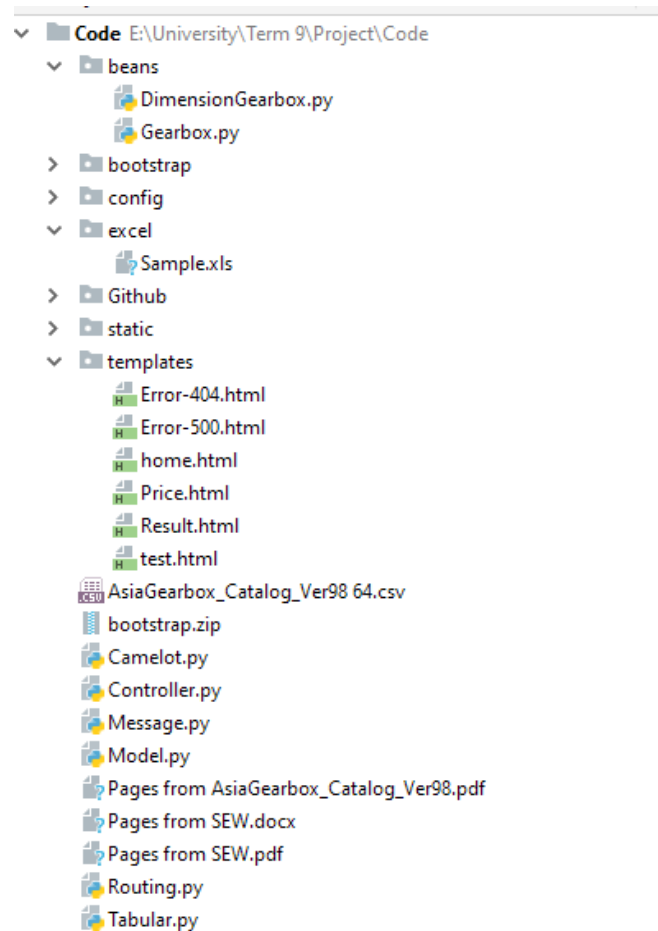 Code E:\University\Term 9\Project\Code
beans
DimensionGearbox.py
Gearbox.py
bootstrap
config
excel
Sample.xls
Github
static
templates
Error-404.html
Error-500.html
home.html
Price.html
Result.html
test.html
AsiaGearbox_Catalog_Ver98 64.csv
bootstrap.zip
Camelot.py
Controller.py
Message.py
Model.py
Pages from AsiaGearbox_Catalog_Ver98.pdf
Pages from SEW.docx
Pages from SEW.pdf
Routing.py
Tabular.py